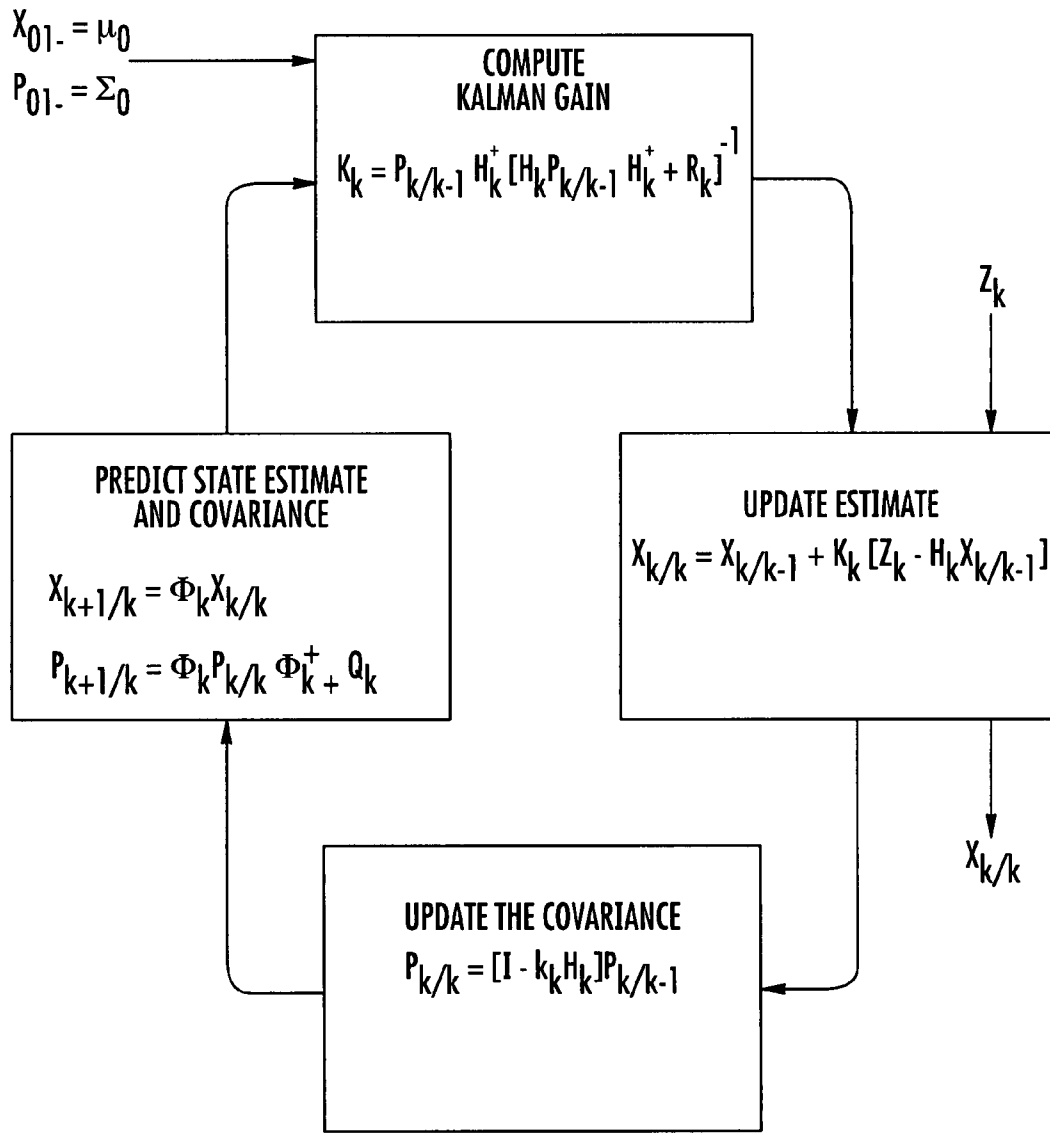 X01- = μ0
P01- = Σ0
COMPUTE
KALMAN GAIN
Kk = Pk/k-1 Hk+ [HkPk/k-1 Hk+ + Rk]-1
Zk
PREDICT STATE ESTIMATE
AND COVARIANCE
Xk+1/k = ΦkXk/k
Pk+1/k = ΦkPk/k Φk+ + Qk
UPDATE ESTIMATE
Xk/k = Xk/k-1 + Kk [Zk - HkXk/k-1]
Xk/k
UPDATE THE COVARIANCE
Pk/k = [I - kkHk]Pk/k-1